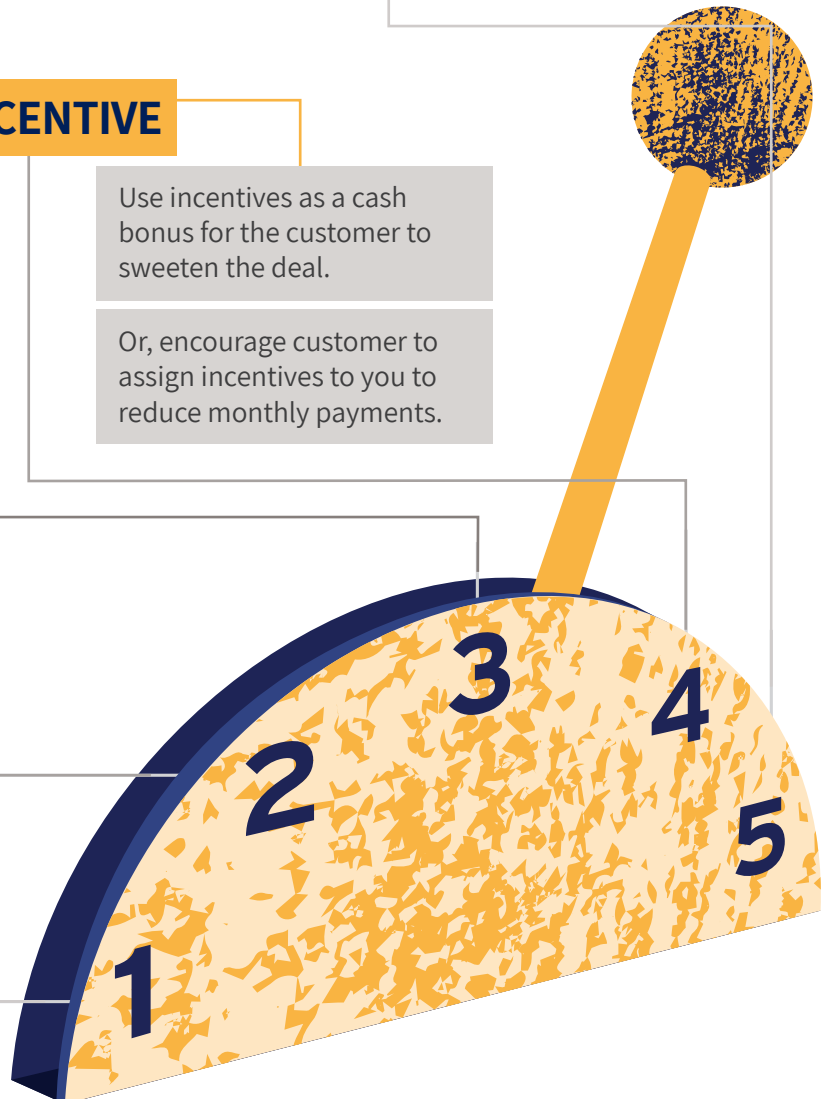 CENTIVE
Use incentives as a cash
bonus for the customer to
sweeten the deal.
Or, encourage customer to
assign incentives to you to
reduce monthly payments.
3
4
2
5
1